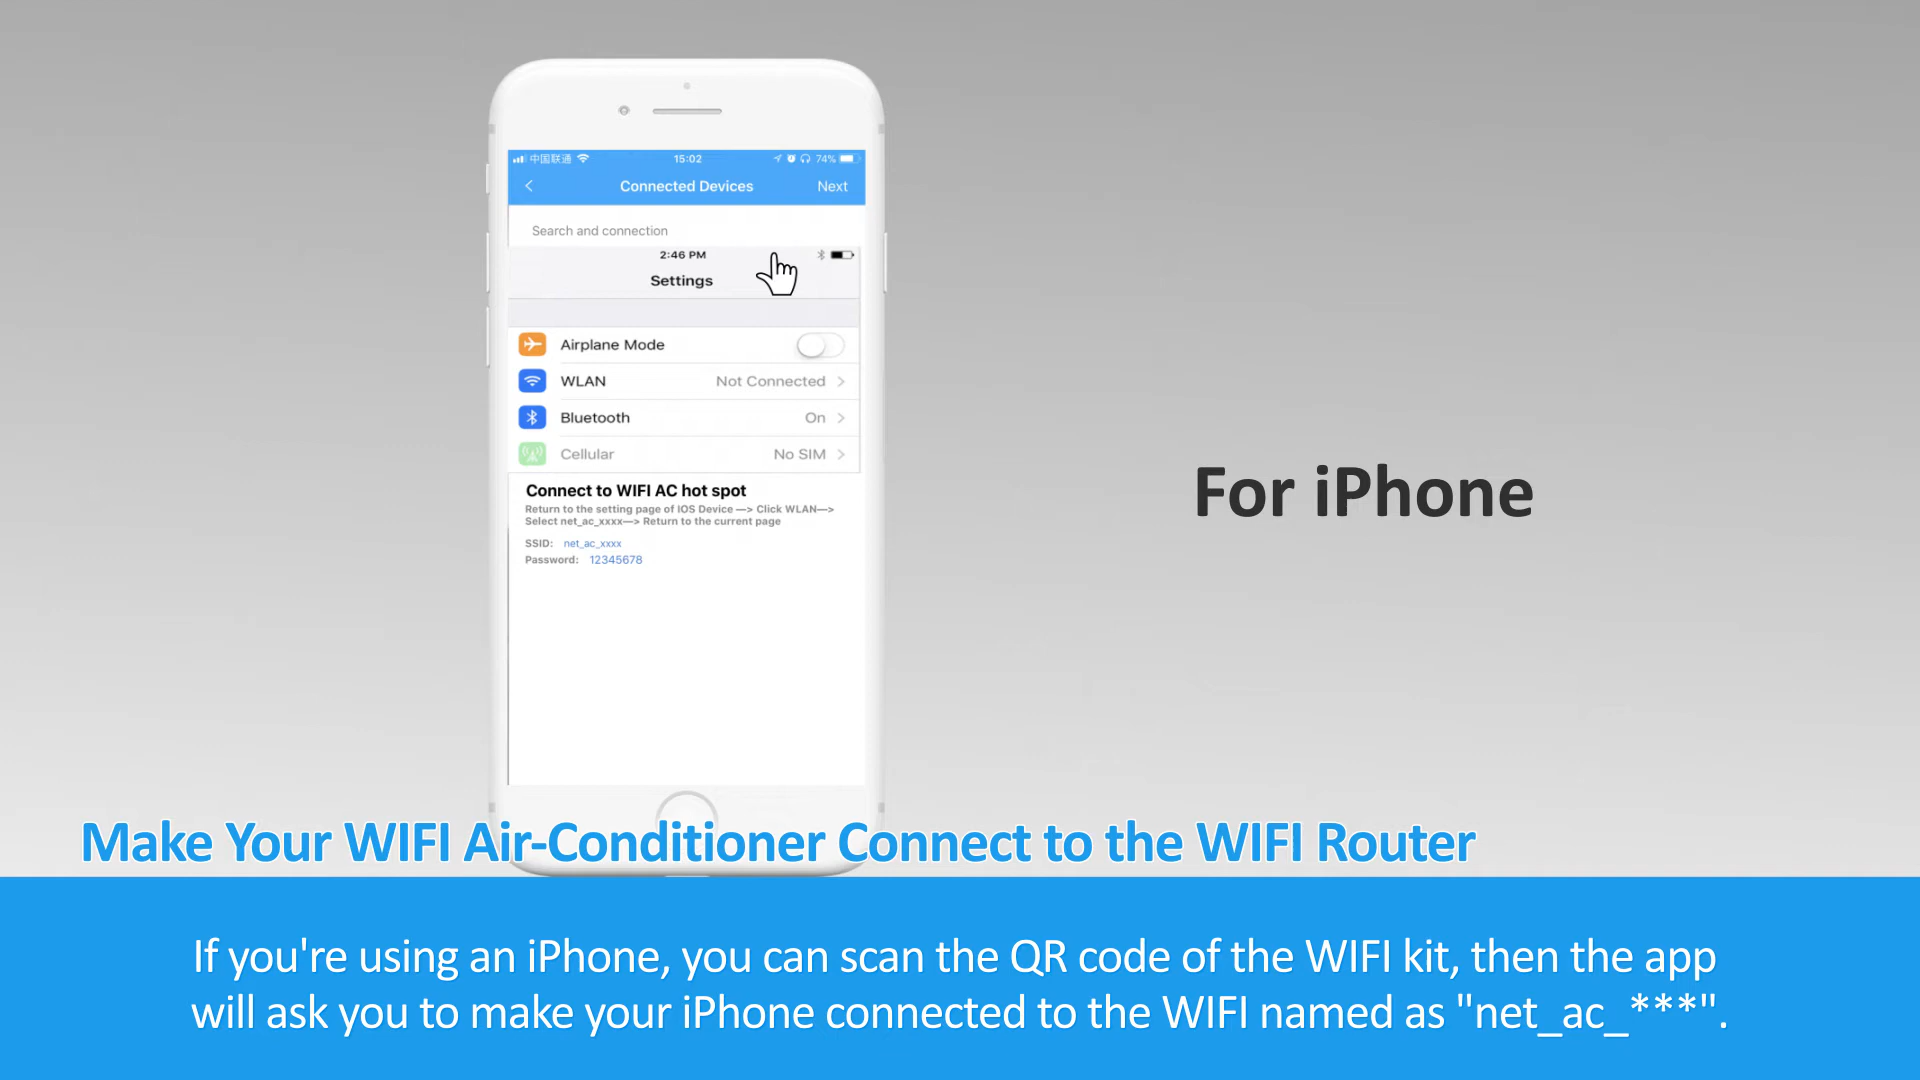 中国联通 15:02 74%
Connected Devices Next
Search and connection
2:46 PM
Settings
Airplane Mode
WLAN Not Connected
Bluetooth On
Cellular No SIM
Connect to WIFI AC hot spot
Return to the setting page of IOS Device —> Click WLAN—>
Select net_ac_xxxx—> Return to the current page
SSID: net_ac_xxxx
Password: 12345678
For iPhone
Make Your WIFI Air-Conditioner Connect to the WIFI Router
If you're using an iPhone, you can scan the QR code of the WIFI kit, then the app
will ask you to make your iPhone connected to the WIFI named as "net_ac_***".